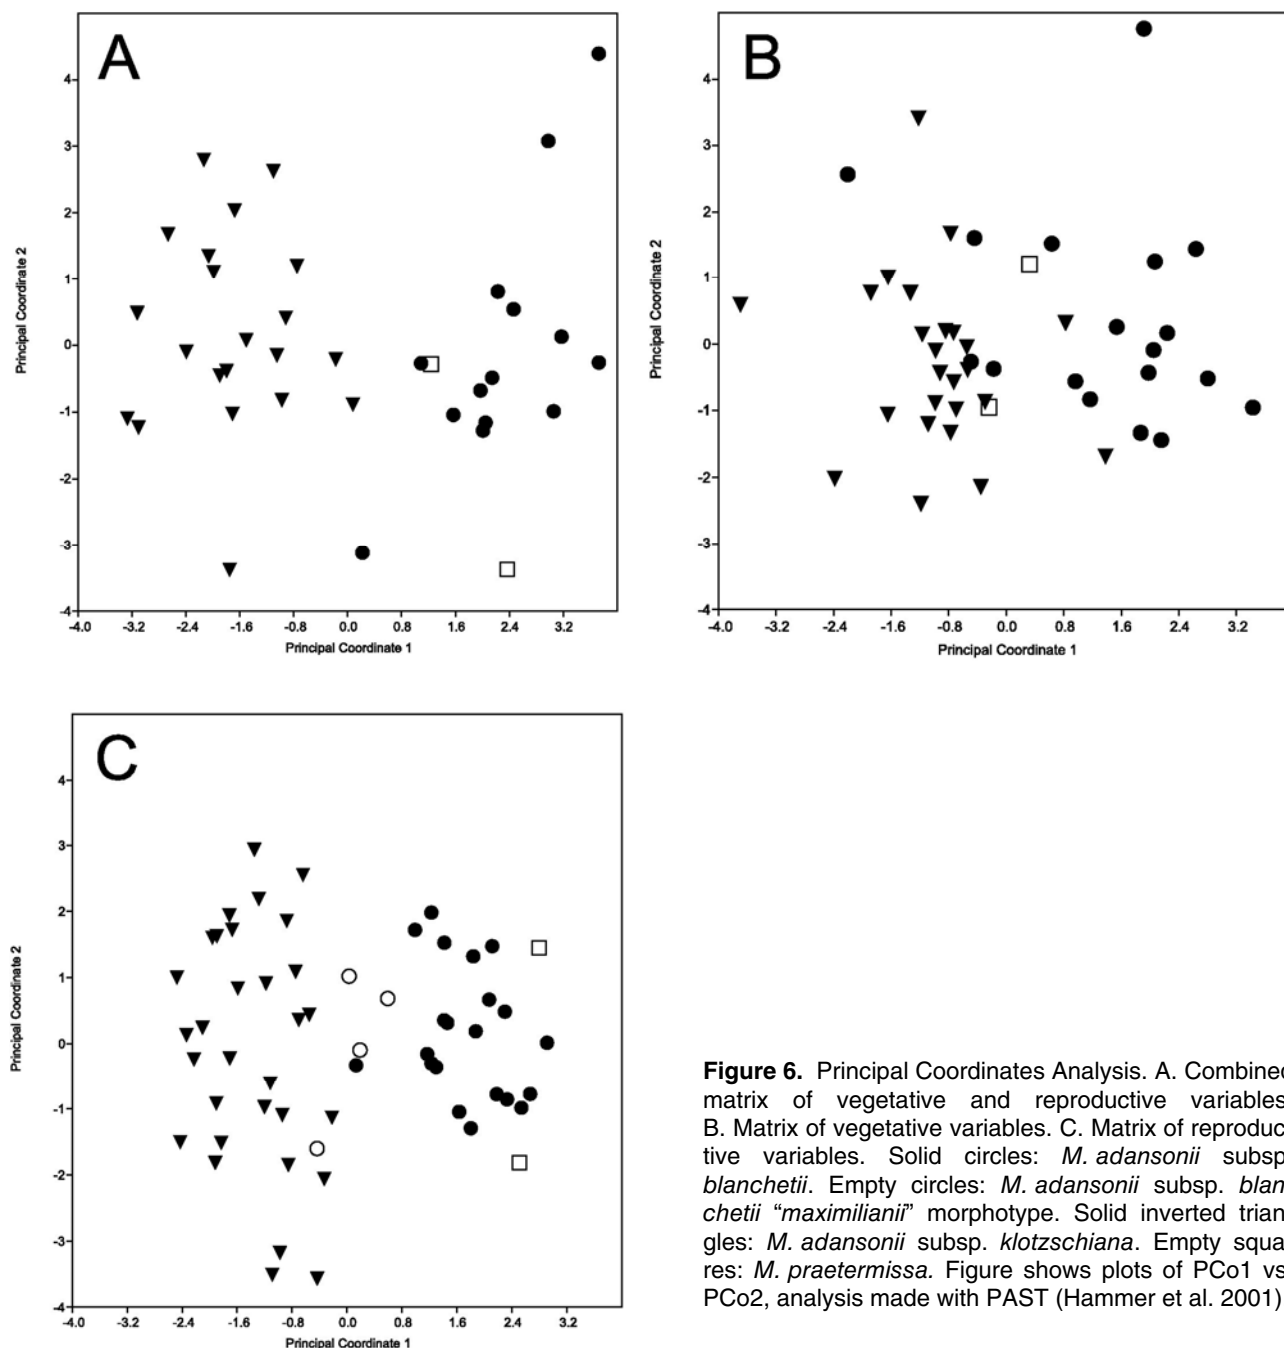 A
4
3
2
1
0
-1
-2
-3
-4
-4.0 -3.2 -2.4 -1.6 -0.8 0.0 0.8 1.6 2.4 3.2
Principal Coordinate 1
Principal Coordinate 2
B
4
3
2
1
0
-1
-2
-3
-4
-4.0 -3.2 -2.4 -1.6 -0.8 0.0 0.8 1.6 2.4 3.2
Principal Coordinate 1
Principal Coordinate 2
C
4
3
2
1
0
-1
-2
-3
-4
-4.0 -3.2 -2.4 -1.6 -0.8 0.0 0.8 1.6 2.4 3.2
Principal Coordinate 1
Principal Coordinate 2
Figure 6. Principal Coordinates Analysis. A. Combined
matrix of vegetative and reproductive variables
B. Matrix of vegetative variables. C. Matrix of reproduc
tive variables. Solid circles: M. adansonii subsp
blanchetii. Empty circles: M. adansonii subsp. blan
chetii “maximilianii” morphotype. Solid inverted trian
gles: M. adansonii subsp. klotzschiana. Empty squa
res: M. praetermissa. Figure shows plots of PCo1 vs
PCo2, analysis made with PAST (Hammer et al. 2001)